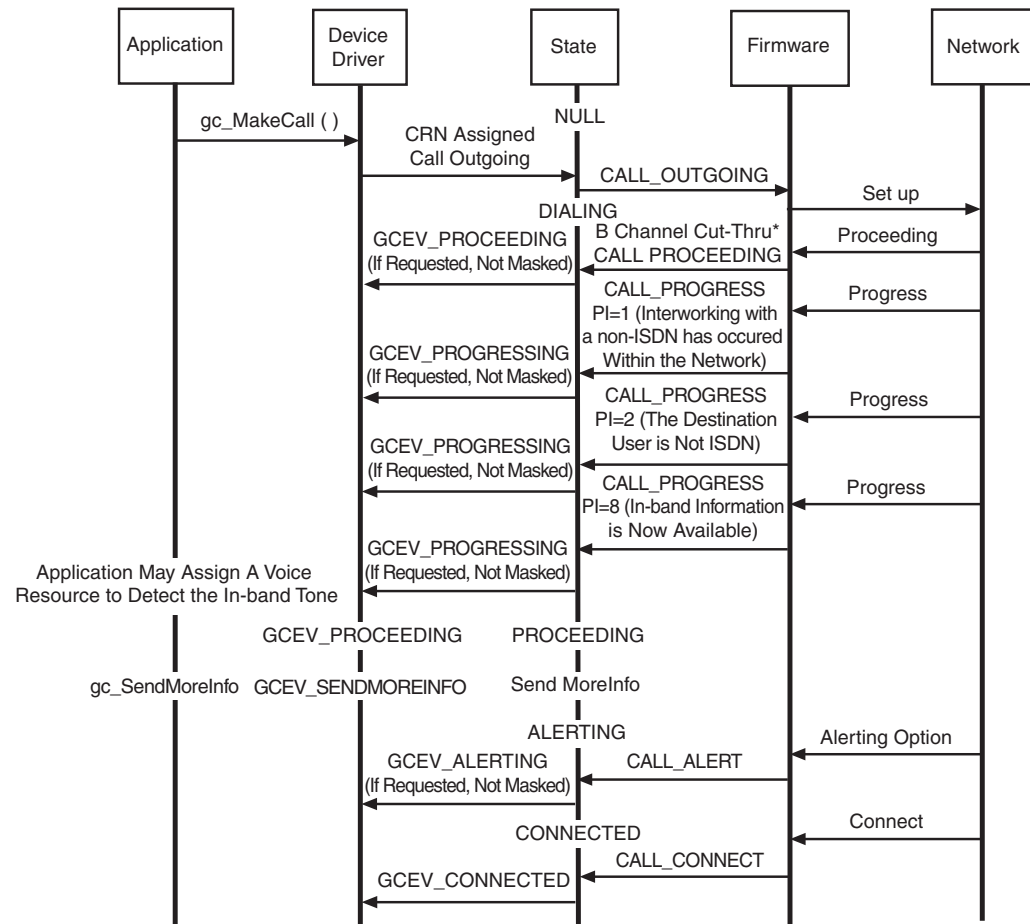 Application
Device
Driver
State
Firmware
Network
NULL
gc_MakeCall ( )
CRN Assigned
Call Outgoing
CALL_OUTGOING
Set up
DIALING
B Channel Cut-Thru*
CALL PROCEEDING
Proceeding
GCEV_PROCEEDING
(If Requested, Not Masked)
CALL_PROGRESS
PI=1 (Interworking with
a non-ISDN has occured
Within the Network)
Progress
GCEV_PROGRESSING
(If Requested, Not Masked)
CALL_PROGRESS
PI=2 (The Destination
User is Not ISDN)
Progress
GCEV_PROGRESSING
(If Requested, Not Masked)
CALL_PROGRESS
PI=8 (In-band Information
is Now Available)
Progress
GCEV_PROGRESSING
(If Requested, Not Masked)
Application May Assign A Voice
Resource to Detect the In-band Tone
GCEV_PROCEEDING
PROCEEDING
gc_SendMoreInfo
GCEV_SENDMOREINFO
Send MoreInfo
ALERTING
Alerting Option
GCEV_ALERTING
(If Requested, Not Masked)
CALL_ALERT
CONNECTED
Connect
CALL_CONNECT
GCEV_CONNECTED